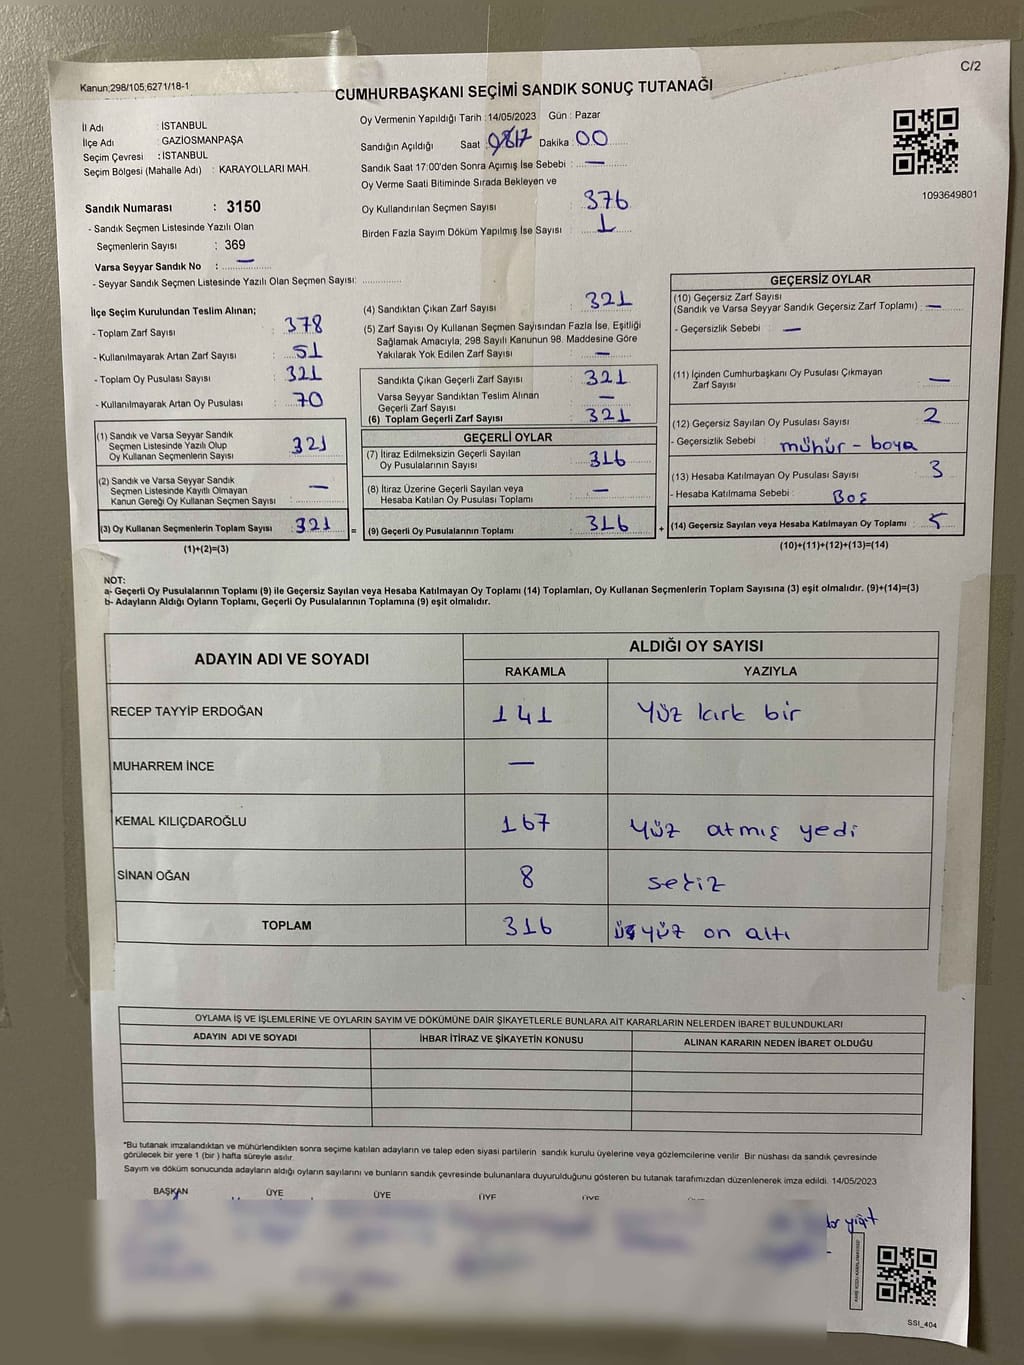 Kanun;298/105,6271/18-1
C/2
CUMHURBAŞKANI SEÇİMİ SANDIK SONUÇ TUTANAĞI
İl Adı : İSTANBUL
İlçe Adı : GAZİOSMANPAŞA
Seçim Çevresi : İSTANBUL
Seçim Bölgesi (Mahalle Adı) : KARAYOLLARI MAH.
Sandık Numarası : 3150
- Sandık Seçmen Listesinde Yazılı Olan
Seçmenlerin Sayısı : 369
Varsa Seyyar Sandık No : —
- Seyyar Sandık Seçmen Listesinde Yazılı Olan Seçmen Sayısı:
Oy Vermenin Yapıldığı Tarih : 14/05/2023 Gün : Pazar
Sandığın Açıldığı Saat 17 Dakika 00
Sandık Saat 17:00'den Sonra Açımış İse Sebebi : —
Oy Verme Saati Bitiminde Sırada Bekleyen ve
Oy Kullandırılan Seçmen Sayısı 376
Birden Fazla Sayım Döküm Yapılmış İse Sayısı 1
1093649801
İlçe Seçim Kurulundan Teslim Alınan;
- Toplam Zarf Sayısı 378
- Kullanılmayarak Artan Zarf Sayısı 51
- Toplam Oy Pusulası Sayısı 321
- Kullanılmayarak Artan Oy Pusulası 70
(1) Sandık ve Varsa Seyyar Sandık
Seçmen Listesinde Yazılı Olup
Oy Kullanan Seçmenlerin Sayısı 321
(2) Sandık ve Varsa Seyyar Sandık
Seçmen Listesinde Kayıtlı Olmayan
Kanun Gereği Oy Kullanan Seçmen Sayısı —
(3) Oy Kullanan Seçmenlerin Toplam Sayısı 321 =
(1)+(2)=(3)
(4) Sandıktan Çıkan Zarf Sayısı 321
(5) Zarf Sayısı Oy Kullanan Seçmen Sayısından Fazla İse, Eşitliği
Sağlamak Amacıyla, 298 Sayılı Kanunun 98. Maddesine Göre
Yakılarak Yok Edilen Zarf Sayısı —
Sandıkta Çıkan Geçerli Zarf Sayısı 321
Varsa Seyyar Sandıktan Teslim Alınan
Geçerli Zarf Sayısı —
(6) Toplam Geçerli Zarf Sayısı 321
GEÇERLİ OYLAR
(7) İtiraz Edilmeksizin Geçerli Sayılan
Oy Pusulalarının Sayısı 316
(8) İtiraz Üzerine Geçerli Sayılan veya
Hesaba Katılan Oy Pusulası Toplamı —
(9) Geçerli Oy Pusulalarının Toplamı 316 +
GEÇERSİZ OYLAR
(10) Geçersiz Zarf Sayısı
(Sandık ve Varsa Seyyar Sandık Geçersiz Zarf Toplamı) —
- Geçersizlik Sebebi : —
(11) İçinden Cumhurbaşkanı Oy Pusulası Çıkmayan
Zarf Sayısı —
(12) Geçersiz Sayılan Oy Pusulası Sayısı 2
- Geçersizlik Sebebi : mühür - boya
(13) Hesaba Katılmayan Oy Pusulası Sayısı 3
- Hesaba Katılmama Sebebi : Boş
(14) Geçersiz Sayılan veya Hesaba Katılmayan Oy Toplamı 5
(10)+(11)+(12)+(13)=(14)
NOT:
a- Geçerli Oy Pusulalarının Toplamı (9) ile Geçersiz Sayılan veya Hesaba Katılmayan Oy Toplamı (14) Toplamları, Oy Kullanan Seçmenlerin Toplam Sayısına (3) eşit olmalıdır. (9)+(14)=(3)
b- Adayların Aldığı Oyların Toplamı, Geçerli Oy Pusulalarının Toplamına (9) eşit olmalıdır.
ADAYIN ADI VE SOYADI
ALDIĞI OY SAYISI
RAKAMLA YAZIYLA
RECEP TAYYİP ERDOĞAN 141 Yüz kırk bir
MUHARREM İNCE —
KEMAL KILIÇDAROĞLU 167 Yüz atmış yedi
SİNAN OĞAN 8 sekiz
TOPLAM 316 üçyüz on altı
OYLAMA İŞ VE İŞLEMLERİNE VE OYLARIN SAYIM VE DÖKÜMÜNE DAİR ŞİKAYETLERLE BUNLARA AİT KARARLARIN NELERDEN İBARET BULUNDUKLARI
ADAYIN ADI VE SOYADI İHBAR İTİRAZ VE ŞİKAYETİN KONUSU ALINAN KARARIN NEDEN İBARET OLDUĞU
*Bu tutanak imzalandıktan ve mühürlendikten sonra seçime katılan adayların ve talep eden siyasi partilerin sandık kurulu üyelerine veya gözlemcilerine verilir. Bir nüshası da sandık çevresinde
görülecek bir yere 1 (bir) hafta süreyle asılır.
Sayım ve döküm sonucunda adayların aldığı oyların sayılarını ve bunların sandık çevresinde bulunanlara duyurulduğunu gösteren bu tutanak tarafımızdan düzenlenerek imza edildi. 14/05/2023
BAŞKAN ÜYE ÜYE ÜYE ÜYE
yiğit
SSI_404